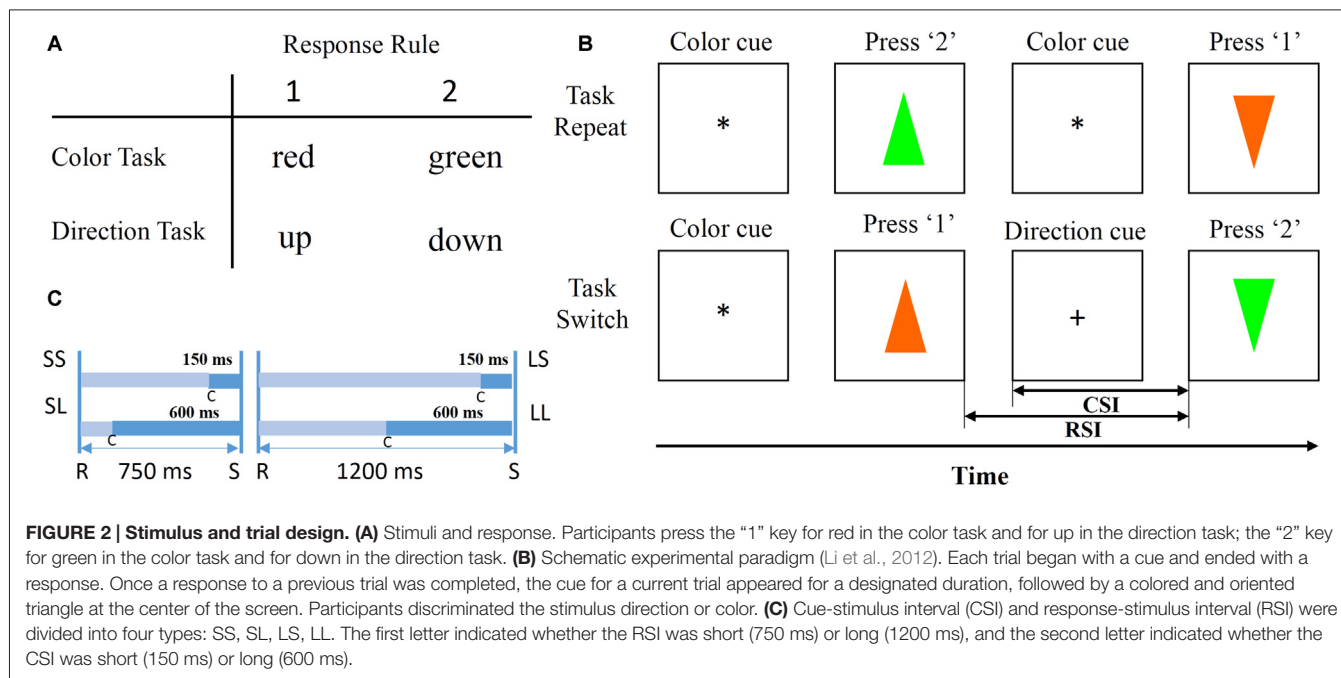 A
Response Rule
1 2
Color Task red green
Direction Task up down
B
Color cue Press ‘2’ Color cue Press ‘1’
Task
Repeat
* *
Color cue Press ‘1’ Direction cue Press ‘2’
Task
Switch
* +
CSI
RSI
Time
C
SS 150 ms 150 ms LS
C C
SL 600 ms 600 ms LL
C C
R 750 ms S R 1200 ms S
FIGURE 2 | Stimulus and trial design. (A) Stimuli and response. Participants press the “1” key for red in the color task and for up in the direction task; the “2” key
for green in the color task and for down in the direction task. (B) Schematic experimental paradigm (Li et al., 2012). Each trial began with a cue and ended with a
response. Once a response to a previous trial was completed, the cue for a current trial appeared for a designated duration, followed by a colored and oriented
triangle at the center of the screen. Participants discriminated the stimulus direction or color. (C) Cue-stimulus interval (CSI) and response-stimulus interval (RSI) were
divided into four types: SS, SL, LS, LL. The first letter indicated whether the RSI was short (750 ms) or long (1200 ms), and the second letter indicated whether the
CSI was short (150 ms) or long (600 ms).